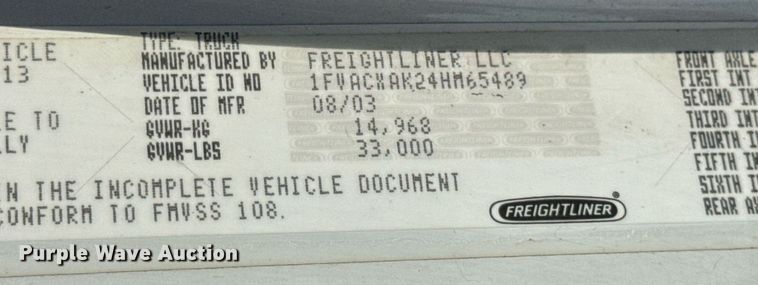 TYPE: TRUCK
ICLE MANUFACTURED BY FREIGHTLINER LLC FRONT AXLE
13 VEHICLE ID NO 1FVACXAK24HM65489 FIRST INT
DATE OF MFR 08/03 SECOND INT
E TO GVWR-KG 14,968 THIRD INT
LY GVWR-LBS 33,000 FOURTH I
FIFTH IN
IN THE INCOMPLETE VEHICLE DOCUMENT SIXTH I
CONFORM TO FMVSS 108. FREIGHTLINER® REAR AX
Purple Wave Auction